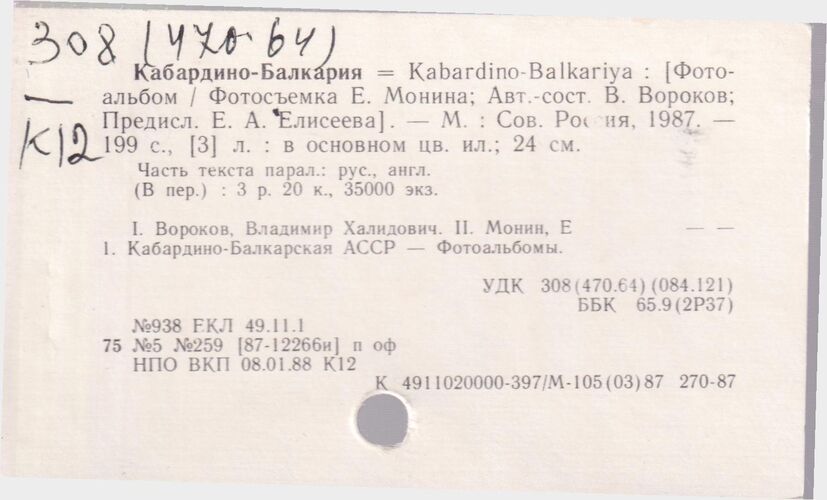 308 (470.64)
Кабардино-Балкария = Kabardino-Balkariya : [Фото-
альбом / Фотосъемка Е. Монина; Авт.-сост. В. Вороков;
Предисл. Е. А. Елисеева]. — М. : Сов. Россия, 1987. —
К12
199 с., [3] л. : в основном цв. ил.; 24 см.
Часть текста парал.: рус., англ.
(В пер.) : 3 р. 20 к., 35000 экз.
I. Вороков, Владимир Халидович. II. Монин, Е — —
1. Кабардино-Балкарская АССР — Фотоальбомы.
УДК 308(470.64)(084.121)
ББК 65.9(2Р37)
№938 ЕКЛ 49.11.1
75 №5 №259 [87-12266и] п оф
НПО ВКП 08.01.88 К12
К 4911020000-397/М-105(03)87 270-87